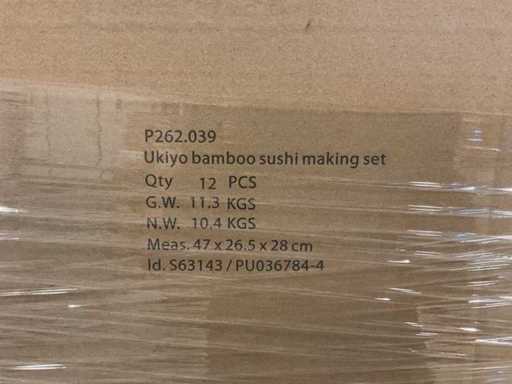 P262.039
Ukiyo bamboo sushi making set
Qty 12 PCS
G.W. 11.3 KGS
N.W. 10.4 KGS
Meas. 47 x 26.5 x 28 cm
Id. S63143 / PU036784-4